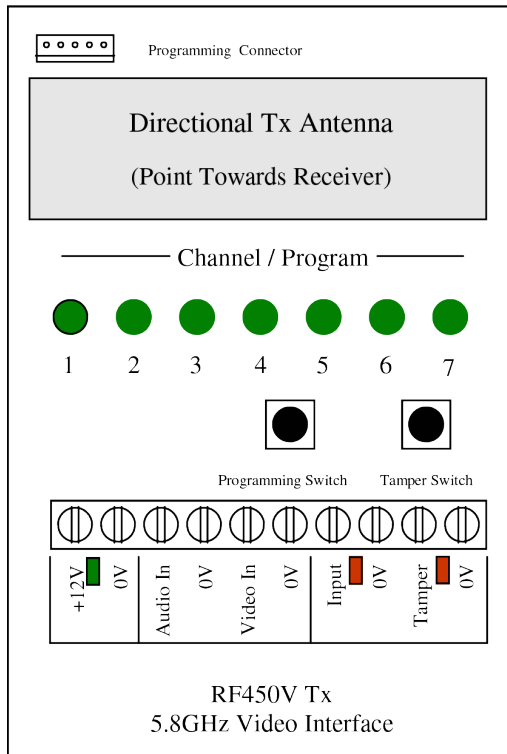 Programming Connector
Directional Tx Antenna
(Point Towards Receiver)
Channel / Program
1 2 3 4 5 6 7
Programming Switch Tamper Switch
+12V 0V Audio In 0V Video In 0V Input 0V Tamper 0V
RF450V Tx
5.8GHz Video Interface